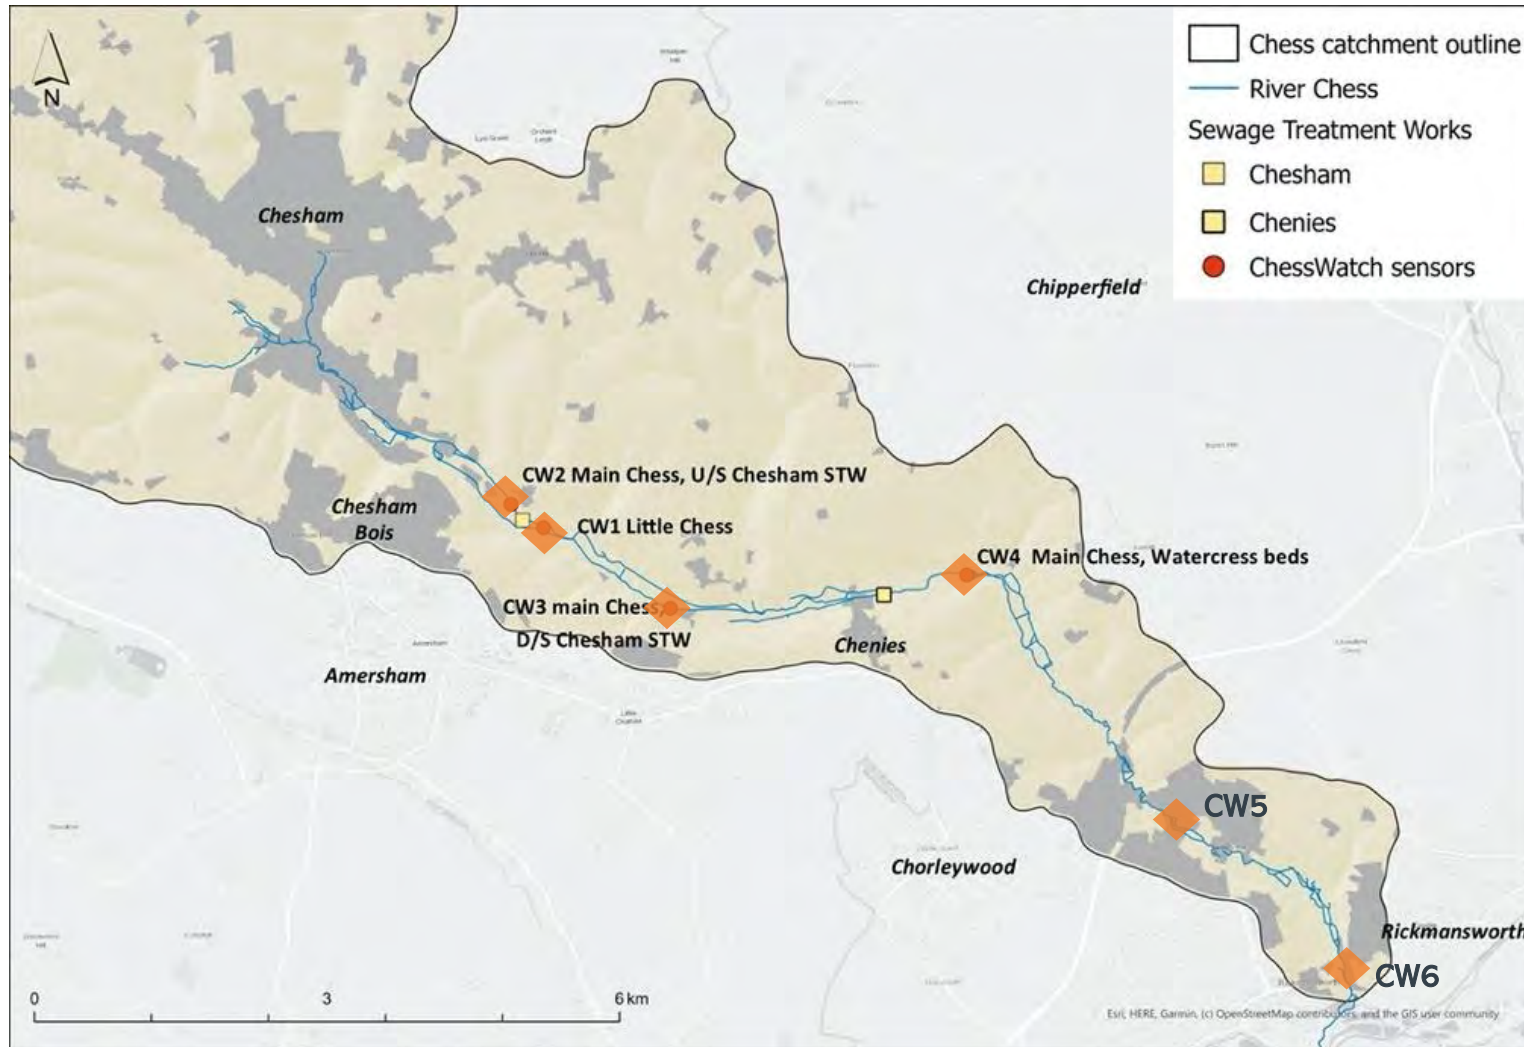 Chess catchment outline
River Chess
Sewage Treatment Works
Chesham
Chenies
ChessWatch sensors
N
Chesham
Chipperfield
CW2 Main Chess, U/S Chesham STW
Chesham
Bois
CW1 Little Chess
CW4 Main Chess, Watercress beds
CW3 main Chess,
D/S Chesham STW
Chenies
Amersham
CW5
Chorleywood
Rickmansworth
CW6
0 3 6 km
Esri, HERE, Garmin, (c) OpenStreetMap contributors, and the GIS user community